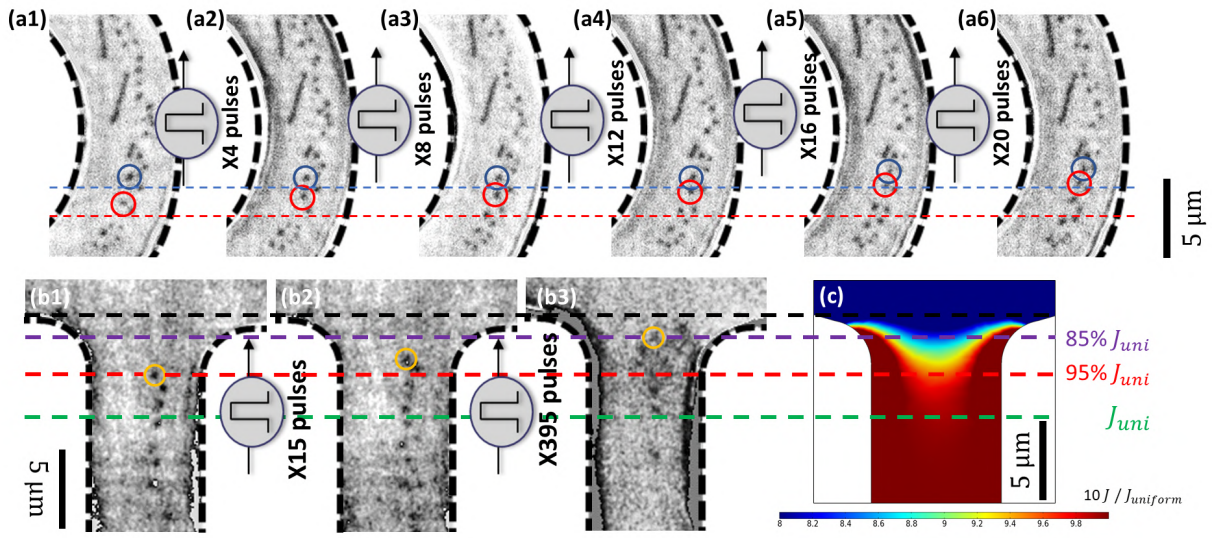 (a1)
(a2)
(a3)
(a4)
(a5)
(a6)
X4 pulses
X8 pulses
X12 pulses
X16 pulses
X20 pulses
5 μm
(b1)
(b2)
(b3)
(c)
X15 pulses
X395 pulses
85% J_uni
95% J_uni
J_uni
5 μm
5 μm
10 J / J_uniform
8 8.2 8.4 8.6 8.8 9 9.2 9.4 9.6 9.8